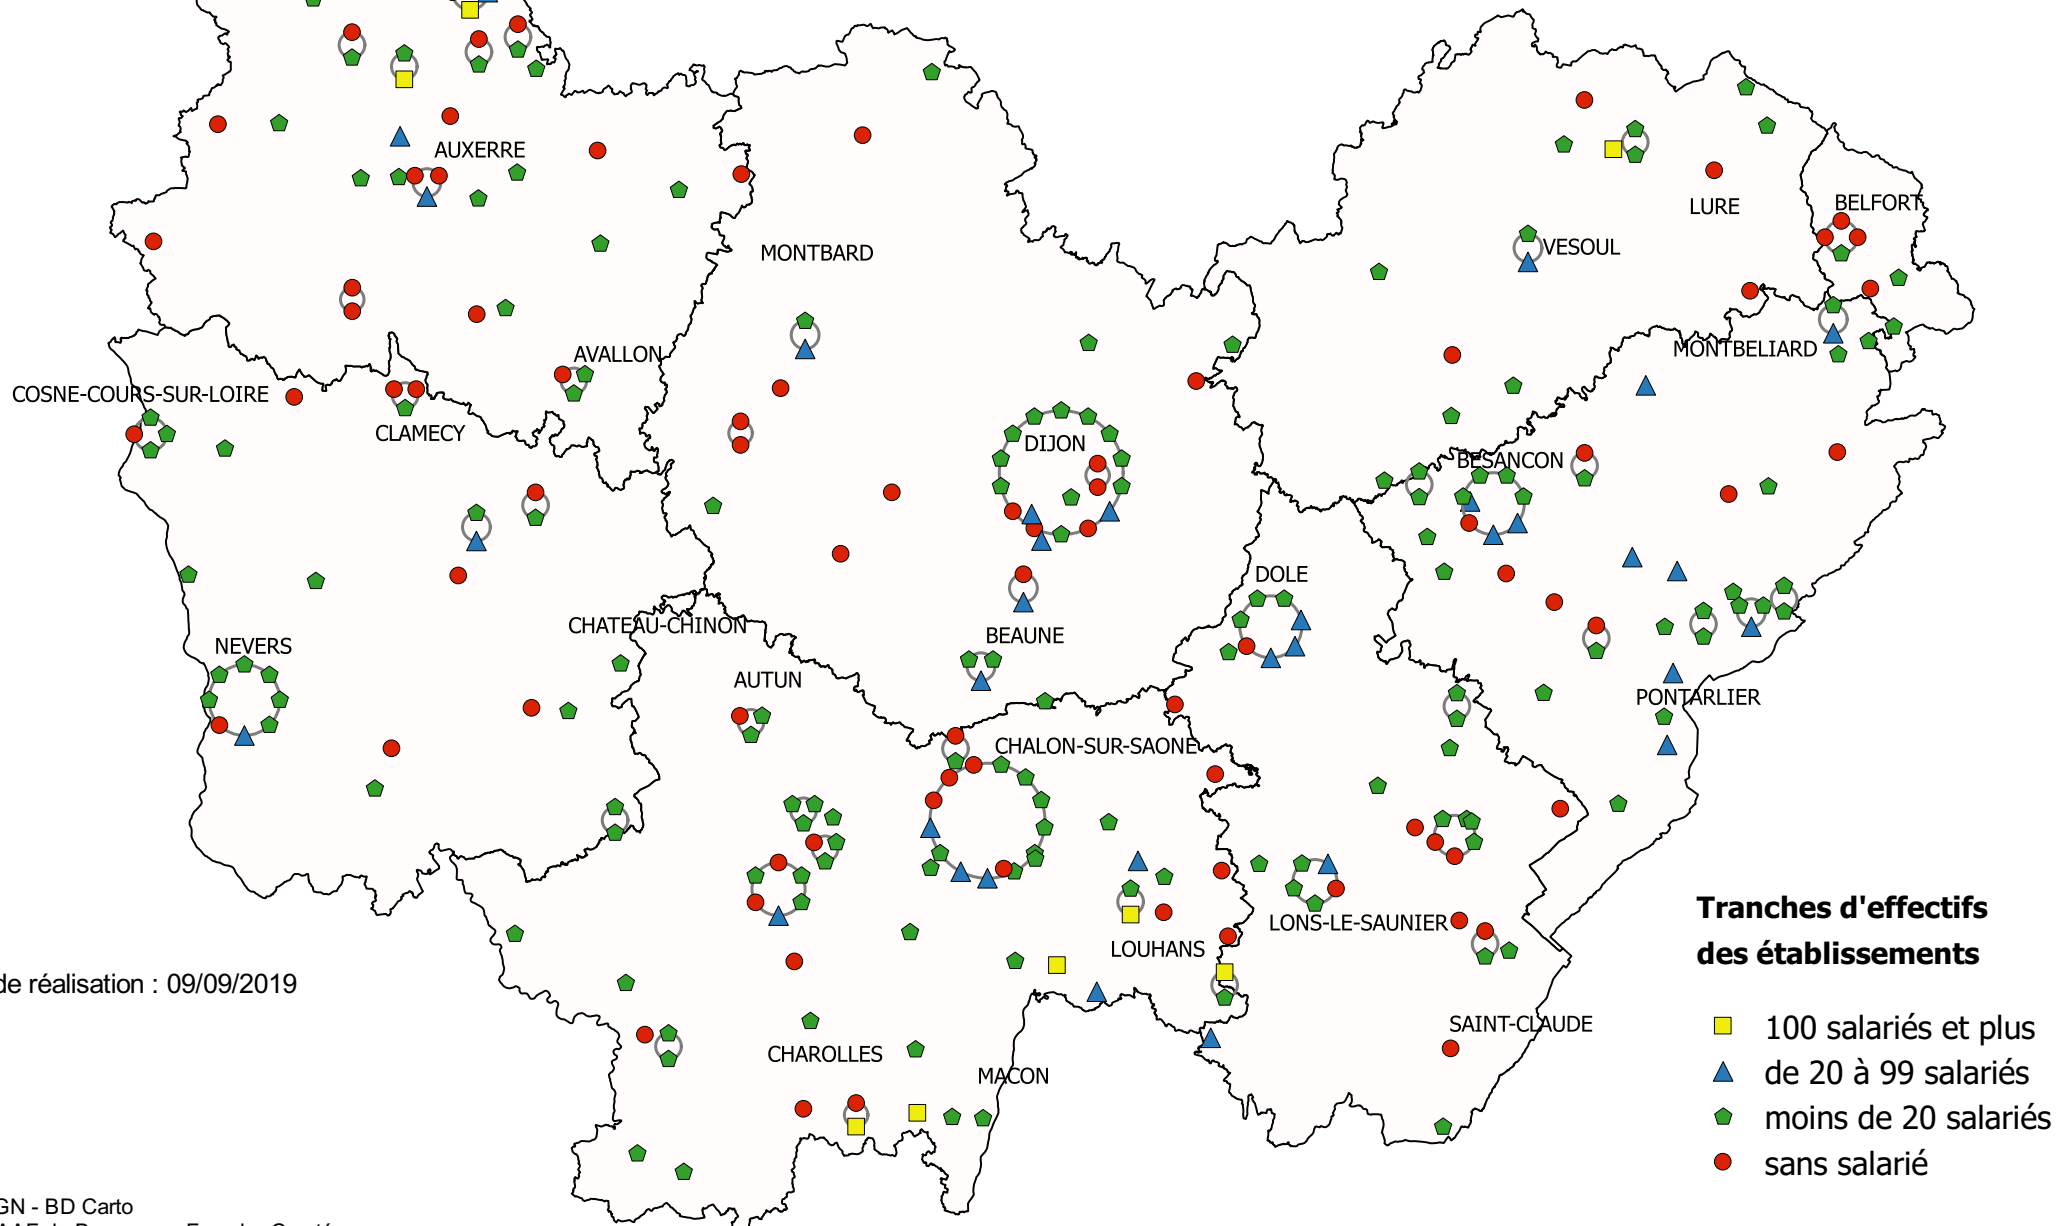 AUXERRE
BELFORT
LURE
VESOUL
MONTBARD
MONTBELIARD
AVALLON
COSNE-COURS-SUR-LOIRE
CLAMECY
DIJON
BESANCON
DOLE
CHATEAU-CHINON
BEAUNE
NEVERS
AUTUN
PONTARLIER
CHALON-SUR-SAONE
LONS-LE-SAUNIER
LOUHANS
Tranches d'effectifs
des établissements
de réalisation : 09/09/2019
SAINT-CLAUDE
CHAROLLES
MACON
100 salariés et plus
de 20 à 99 salariés
moins de 20 salariés
sans salarié
GN - BD Carto